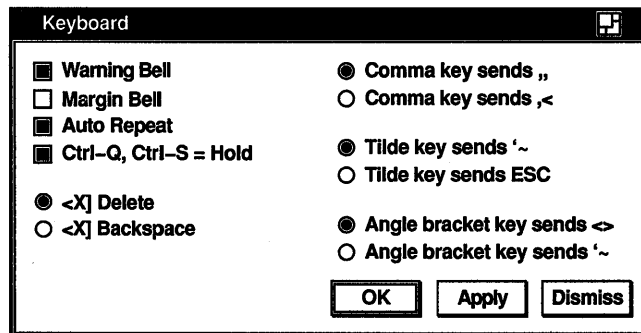 Keyboard
Warning Bell
Margin Bell
Auto Repeat
Ctrl–Q, Ctrl–S = Hold
<X] Delete
<X] Backspace
Comma key sends ,,
Comma key sends ,<
Tilde key sends ‘~
Tilde key sends ESC
Angle bracket key sends <>
Angle bracket key sends ‘~
OK
Apply
Dismiss